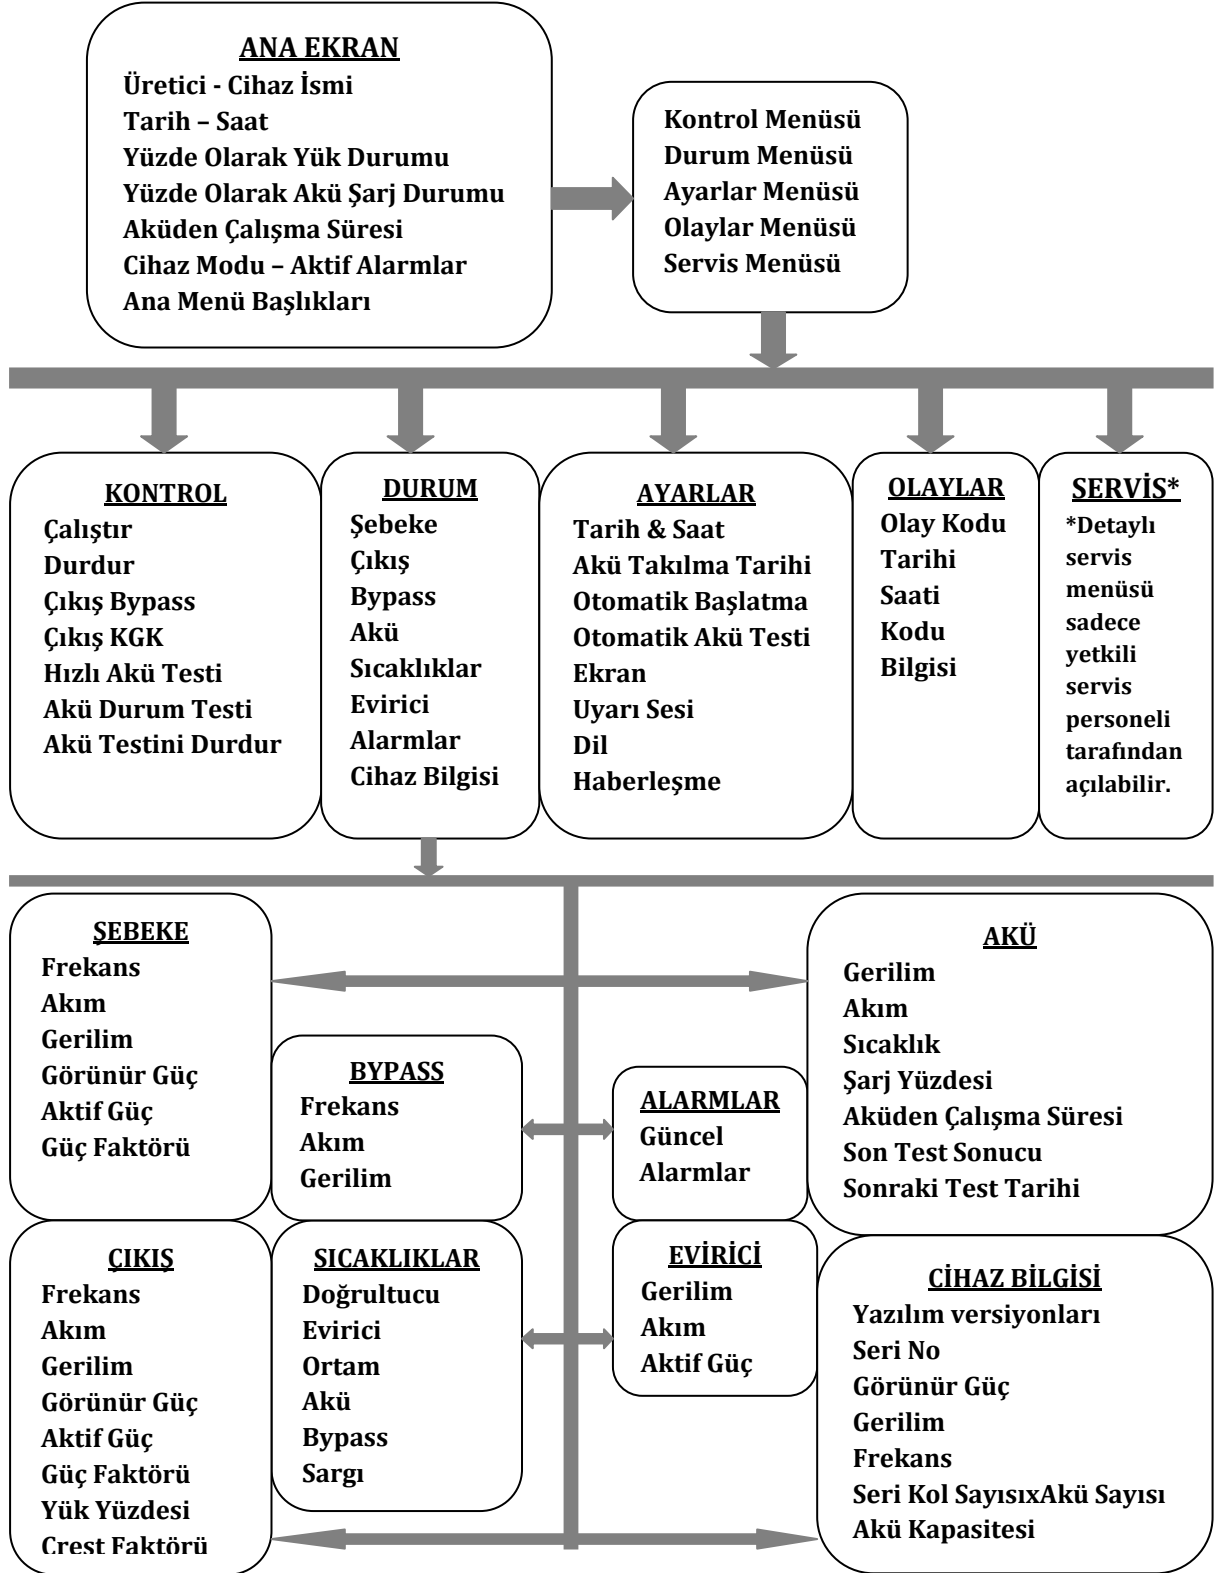 ANA EKRAN
Üretici - Cihaz İsmi
Tarih – Saat
Yüzde Olarak Yük Durumu
Yüzde Olarak Akü Şarj Durumu
Aküden Çalışma Süresi
Cihaz Modu – Aktif Alarmlar
Ana Menü Başlıkları
Kontrol Menüsü
Durum Menüsü
Ayarlar Menüsü
Olaylar Menüsü
Servis Menüsü
KONTROL
Çalıştır
Durdur
Çıkış Bypass
Çıkış KGK
Hızlı Akü Testi
Akü Durum Testi
Akü Testini Durdur
DURUM
Şebeke
Çıkış
Bypass
Akü
Sıcaklıklar
Evirici
Alarmlar
Cihaz Bilgisi
AYARLAR
Tarih & Saat
Akü Takılma Tarihi
Otomatik Başlatma
Otomatik Akü Testi
Ekran
Uyarı Sesi
Dil
Haberleşme
OLAYLAR
Olay Kodu
Tarihi
Saati
Kodu
Bilgisi
SERVİS*
*Detaylı
servis
menüsü
sadece
yetkili
servis
personeli
tarafından
açılabilir.
ŞEBEKE
Frekans
Akım
Gerilim
Görünür Güç
Aktif Güç
Güç Faktörü
BYPASS
Frekans
Akım
Gerilim
ALARMLAR
Güncel
Alarmlar
AKÜ
Gerilim
Akım
Sıcaklık
Şarj Yüzdesi
Aküden Çalışma Süresi
Son Test Sonucu
Sonraki Test Tarihi
ÇIKIŞ
Frekans
Akım
Gerilim
Görünür Güç
Aktif Güç
Güç Faktörü
Yük Yüzdesi
Crest Faktörü
SICAKLIKLAR
Doğrultucu
Evirici
Ortam
Akü
Bypass
Sargı
EVİRİCİ
Gerilim
Akım
Aktif Güç
CİHAZ BİLGİSİ
Yazılım versiyonları
Seri No
Görünür Güç
Gerilim
Frekans
Seri Kol SayısıxAkü Sayısı
Akü Kapasitesi